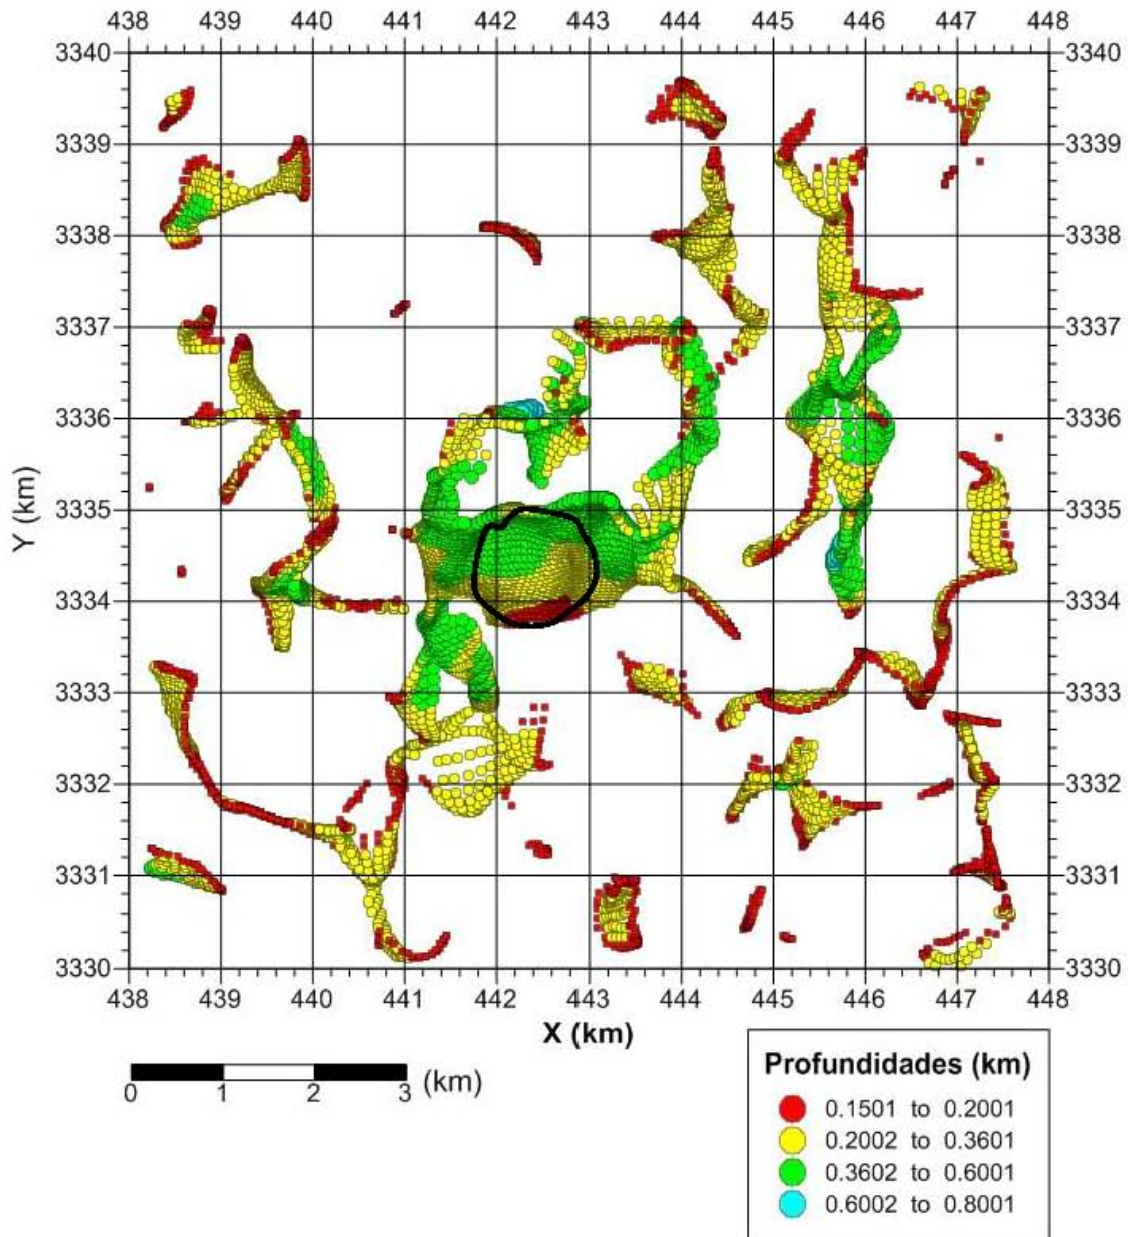 438 439 440 441 442 443 444 445 446 447 448
3340 3340
3339 3339
3338 3338
3337 3337
3336 3336
Y (km)
3335 3335
3334 3334
3333 3333
3332 3332
3331 3331
3330 3330
438 439 440 441 442 443 444 445 446 447 448
X (km)
0 1 2 3 (km)
Profundidades (km)
0.1501 to 0.2001
0.2002 to 0.3601
0.3602 to 0.6001
0.6002 to 0.8001